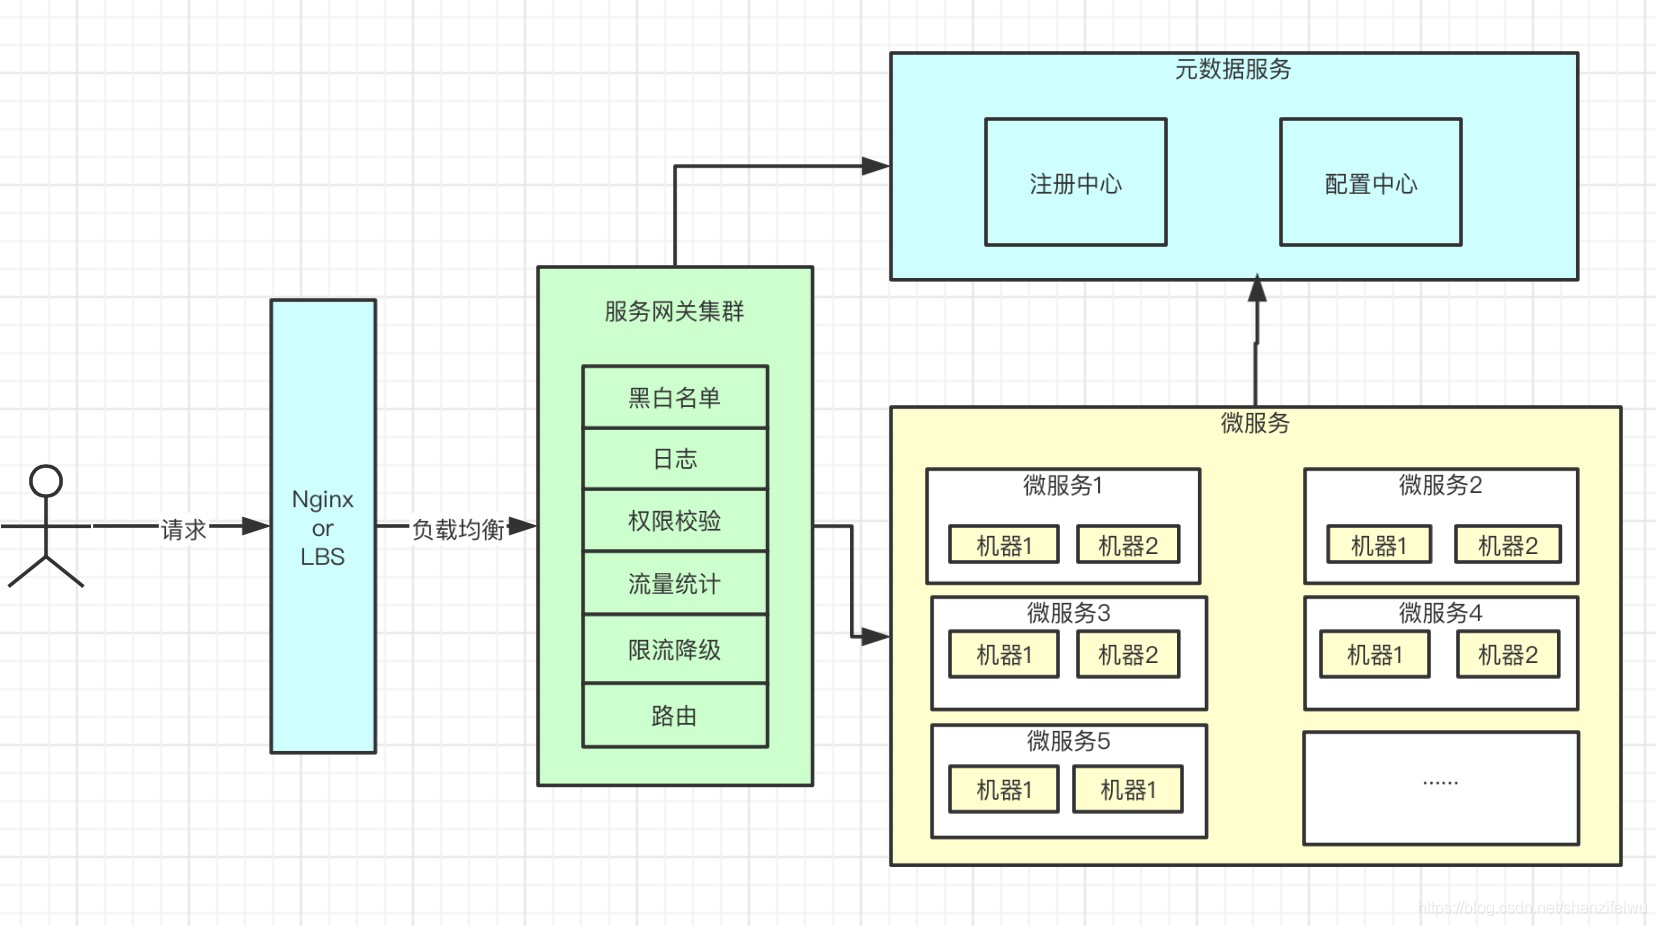 请求
Nginx
or
LBS
负载均衡
服务网关集群
黑白名单
日志
权限校验
流量统计
限流降级
路由
元数据服务
注册中心
配置中心
微服务
微服务1
机器1
机器2
微服务2
机器1
机器2
微服务3
机器1
机器2
微服务4
机器1
机器2
微服务5
机器1
机器1
......
https://blog.csdn.net/shanzifeiwu